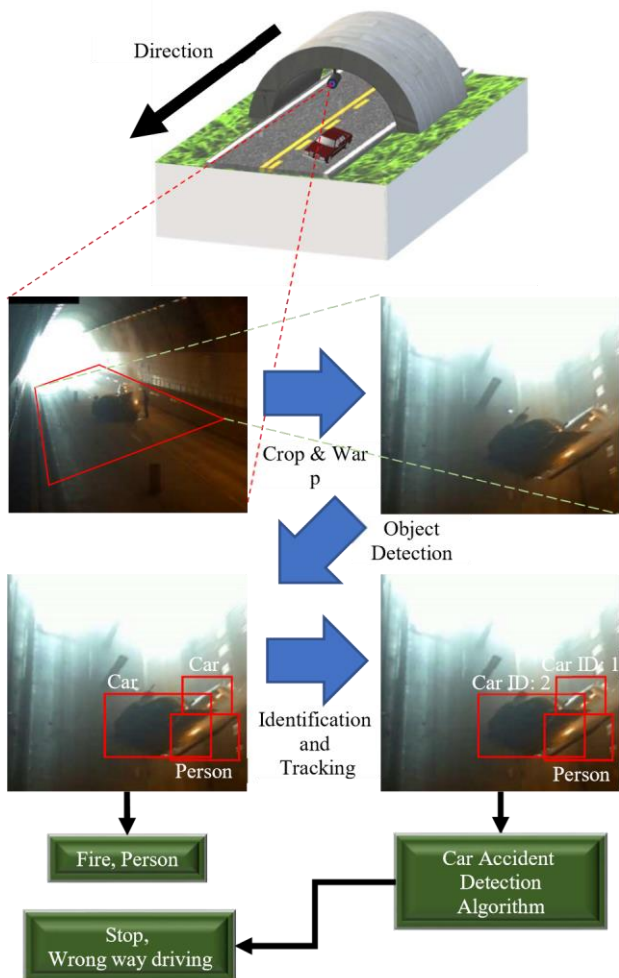 Direction
Crop & War
p
Object
Detection
Car
Car
Person
Identification
and
Tracking
Car ID: 1
Car ID: 2
Person
Fire, Person
Car Accident
Detection
Algorithm
Stop,
Wrong way driving